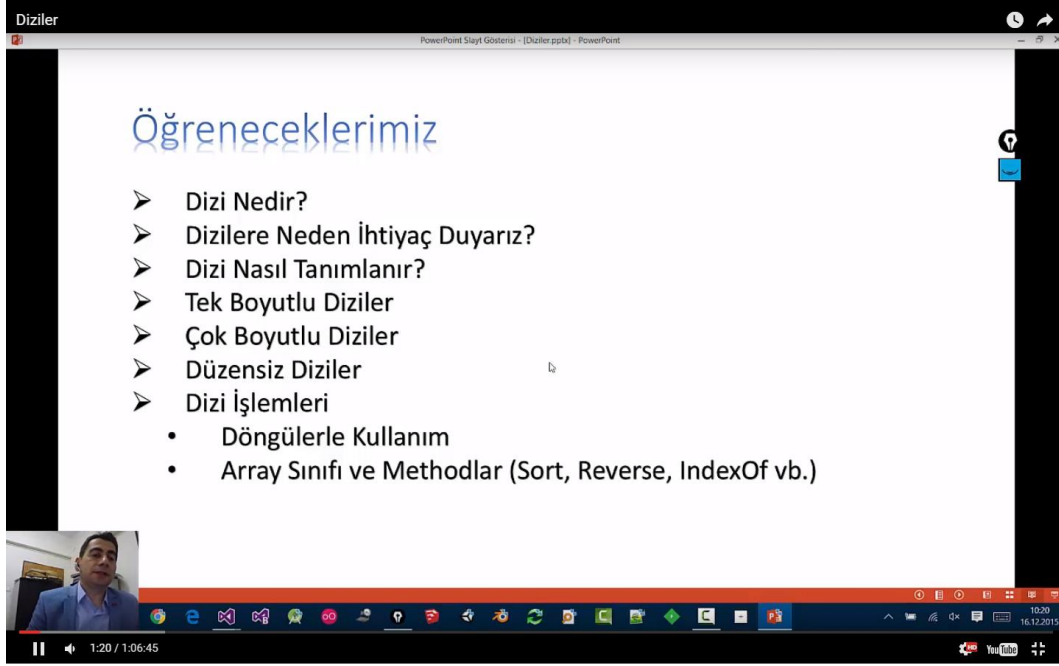 Diziler
PowerPoint Slayt Gösterisi - [Diziler.pptx] - PowerPoint
Öğreneceklerimiz
Dizi Nedir?
Dizilere Neden İhtiyaç Duyarız?
Dizi Nasıl Tanımlanır?
Tek Boyutlu Diziler
Çok Boyutlu Diziler
Düzensiz Diziler
Dizi İşlemleri
Döngülerle Kullanım
Array Sınıfı ve Methodlar (Sort, Reverse, IndexOf vb.)
10:20
16.12.2015
1:20 / 1:06:45
HD
YouTube